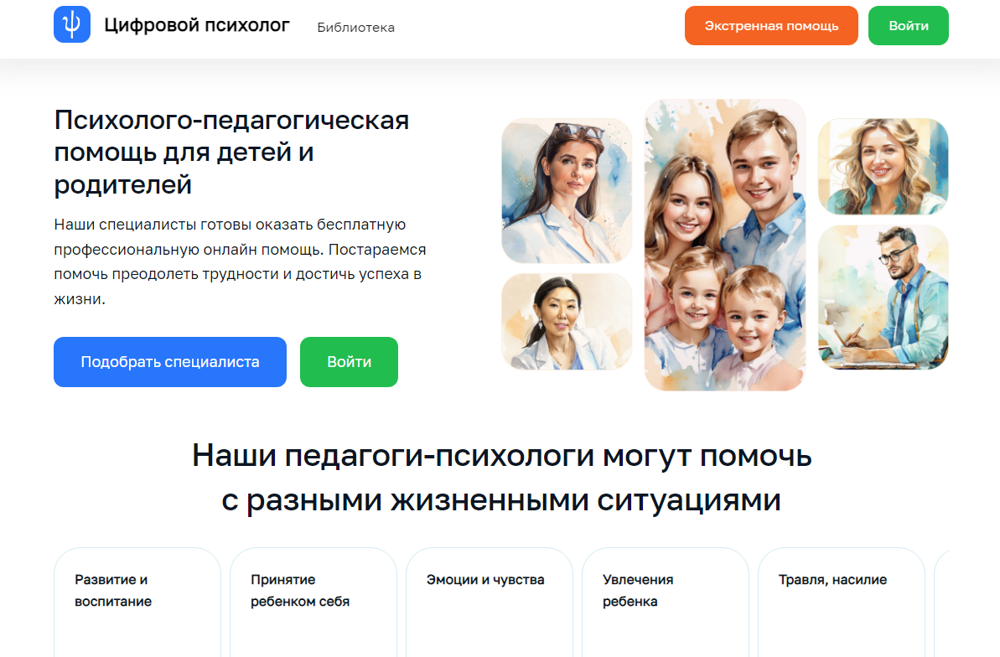 Цифровой психолог
Библиотека
Экстренная помощь
Войти
Психолого-педагогическая
помощь для детей и
родителей
Наши специалисты готовы оказать бесплатную
профессиональную онлайн помощь. Постараемся
помочь преодолеть трудности и достичь успеха в
жизни.
Подобрать специалиста
Войти
Наши педагоги-психологи могут помочь
с разными жизненными ситуациями
Развитие и
воспитание
Принятие
ребенком себя
Эмоции и чувства
Увлечения
ребенка
Травля, насилие